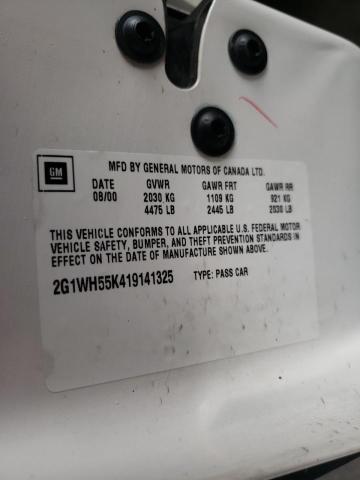 GM
MFD BY GENERAL MOTORS OF CANADA LTD.
DATE GVWR GAWR FRT GAWR RR
08/00 2030 KG 1109 KG 921 KG
4475 LB 2445 LB 2030 LB
THIS VEHICLE CONFORMS TO ALL APPLICABLE U.S. FEDERAL MOTOR
VEHICLE SAFETY, BUMPER, AND THEFT PREVENTION STANDARDS IN
EFFECT ON THE DATE OF MANUFACTURE SHOWN ABOVE.
2G1WH55K419141325 TYPE: PASS CAR